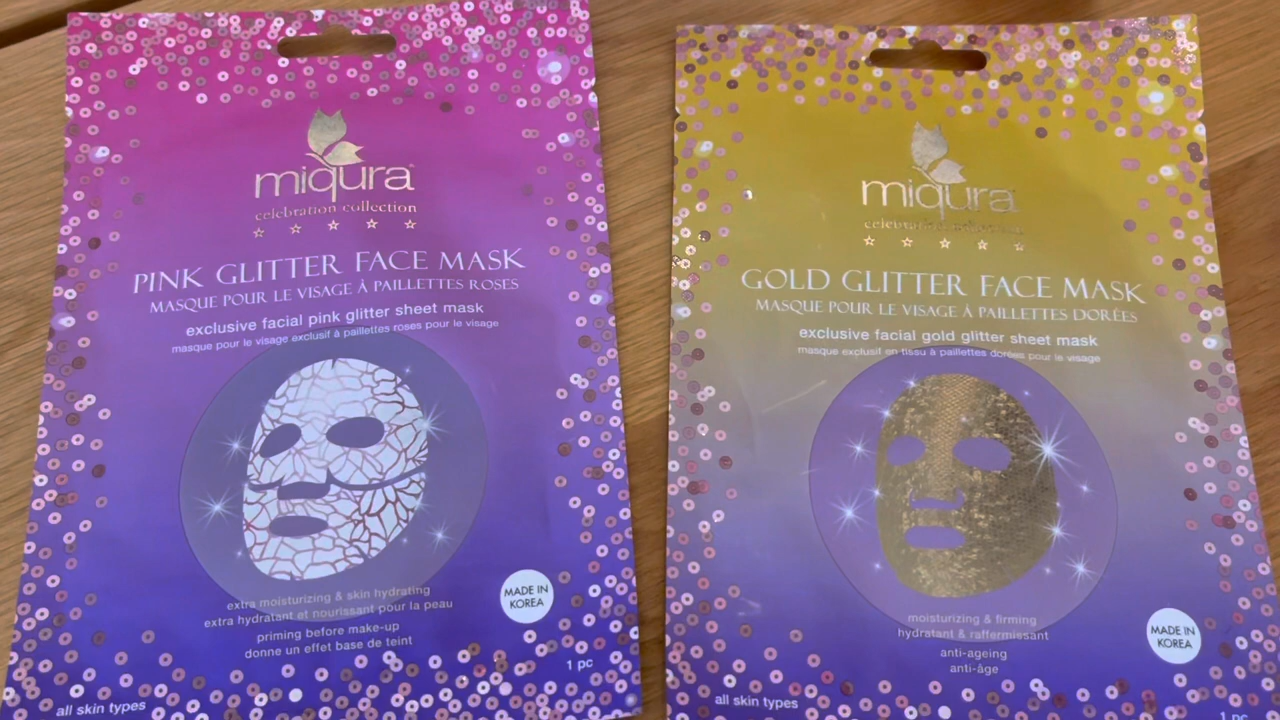 miqura
celebration collection
PINK GLITTER FACE MASK
MASQUE POUR LE VISAGE À PAILLETTES ROSES
exclusive facial pink glitter sheet mask
masque pour le visage exclusif à paillettes roses pour le visage
extra moisturizing & skin hydrating
extra hydratant et nourissant pour la peau
priming before make-up
donne un effet base de teint
MADE IN
KOREA
1 pc
all skin types
miqura
celebration collection
GOLD GLITTER FACE MASK
MASQUE POUR LE VISAGE À PAILLETTES DORÉES
exclusive facial gold glitter sheet mask
masque exclusif en tissu à paillettes dorées pour le visage
moisturizing & firming
hydratant & raffermissant
anti-ageing
anti-âge
MADE IN
KOREA
1
all skin types